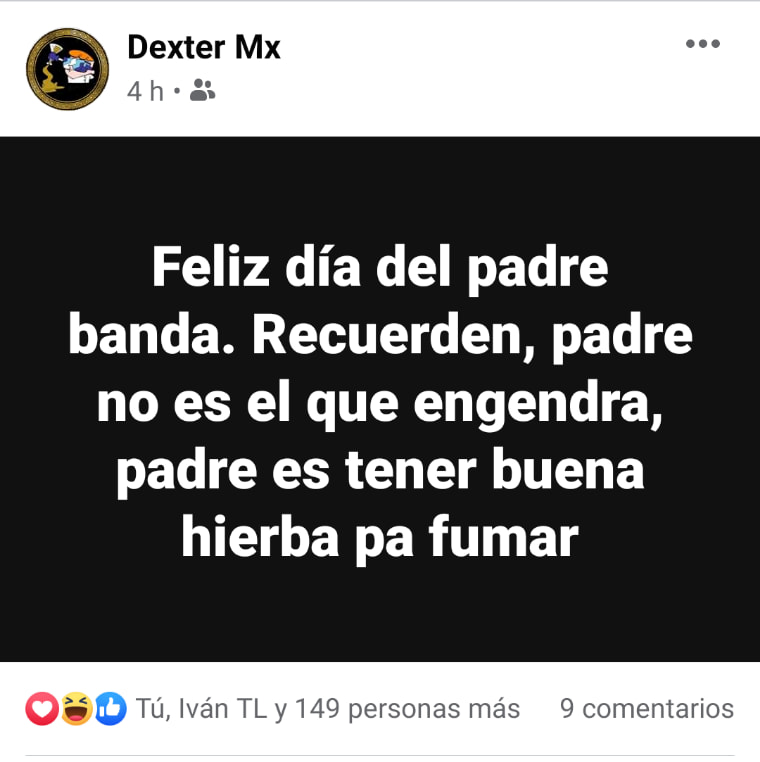 Dexter Mx
4 h •
Feliz día del padre
banda. Recuerden, padre
no es el que engendra,
padre es tener buena
hierba pa fumar
Tú, Iván TL y 149 personas más 9 comentarios